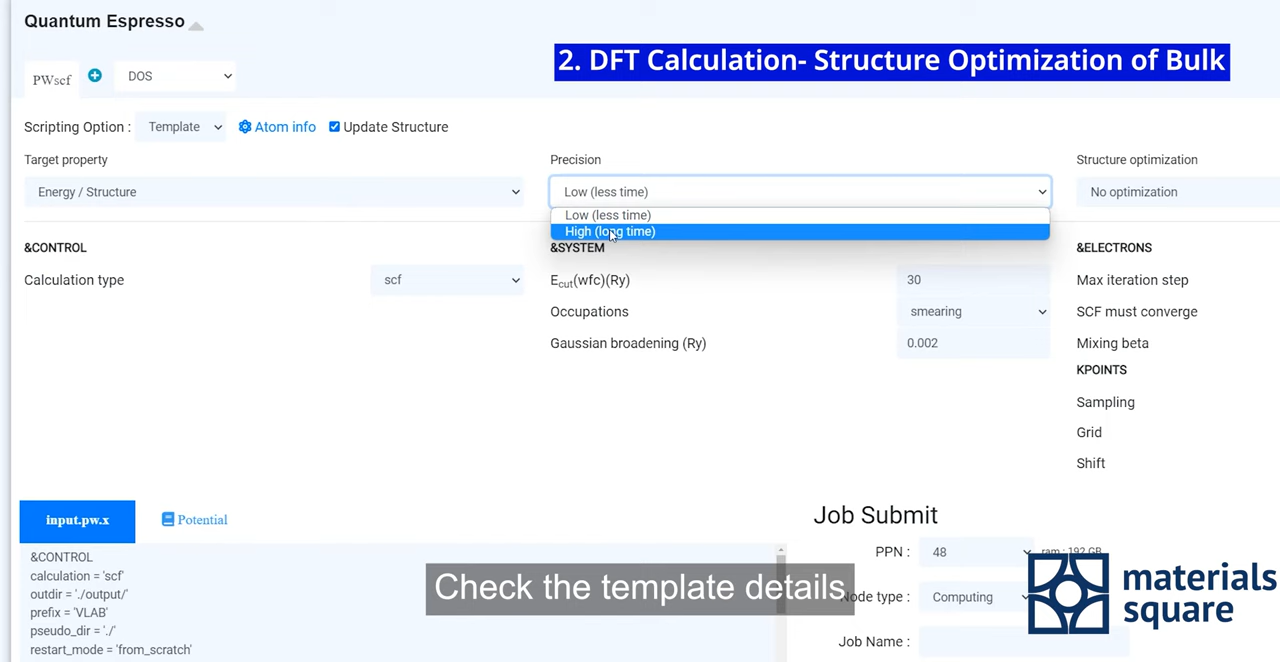 Quantum Espresso
2. DFT Calculation- Structure Optimization of Bulk
PWscf
DOS
Scripting Option : Template Atom info Update Structure
Target property
Precision
Structure optimization
Energy / Structure
Low (less time)
No optimization
Low (less time)
High (long time)
&CONTROL
&SYSTEM
&ELECTRONS
Calculation type
scf
Ecut(wfc)(Ry)
30
Max iteration step
Occupations
smearing
SCF must converge
Gaussian broadening (Ry)
0.002
Mixing beta
KPOINTS
Sampling
Grid
Shift
input.pw.x
Potential
Job Submit
&CONTROL
calculation = 'scf'
outdir = './output/'
prefix = 'VLAB'
pseudo_dir = './'
restart_mode = 'from_scratch'
PPN :
48
ram : 192 GB
Check the template details
Node type :
Computing
Job Name :
materials
square